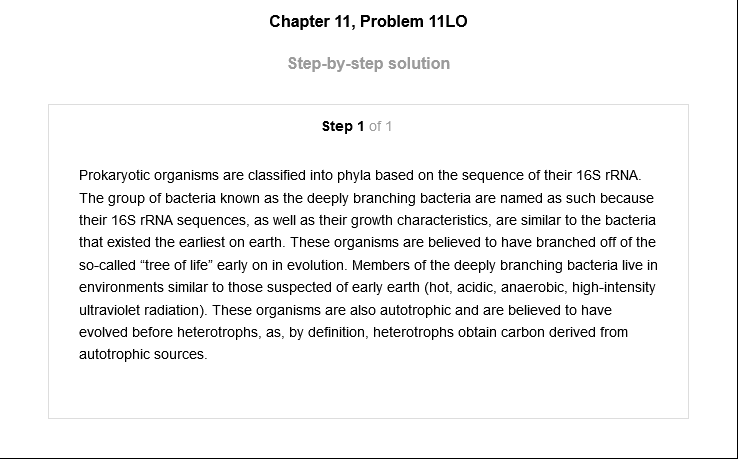 Chapter 11, Problem 11LO
Step-by-step solution
Step 1 of 1
Prokaryotic organisms are classified into phyla based on the sequence of their 16S rRNA.
The group of bacteria known as the deeply branching bacteria are named as such because
their 16S rRNA sequences, as well as their growth characteristics, are similar to the bacteria
that existed the earliest on earth. These organisms are believed to have branched off of the
so-called “tree of life” early on in evolution. Members of the deeply branching bacteria live in
environments similar to those suspected of early earth (hot, acidic, anaerobic, high-intensity
ultraviolet radiation). These organisms are also autotrophic and are believed to have
evolved before heterotrophs, as, by definition, heterotrophs obtain carbon derived from
autotrophic sources.